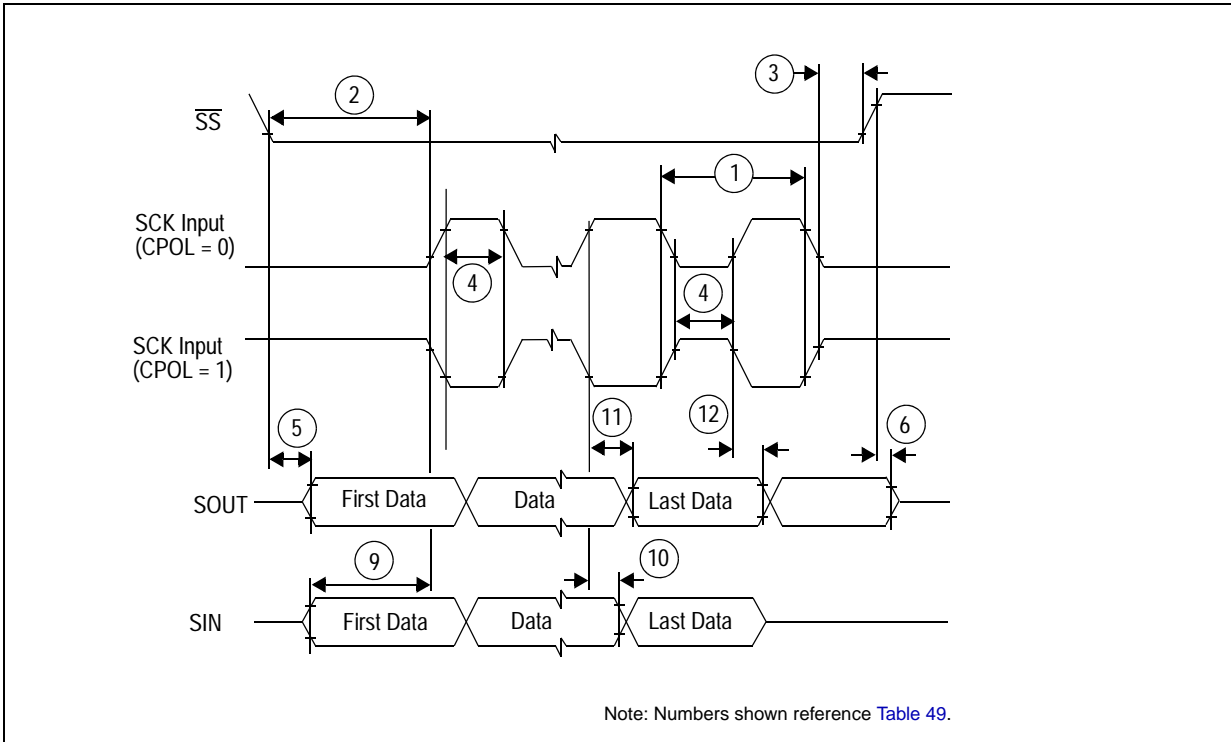 3
2
SS
1
SCK Input
(CPOL = 0)
4
4
SCK Input
(CPOL = 1)
5
11
12
6
SOUT
First Data
Data
Last Data
9
10
SIN
First Data
Data
Last Data
Note: Numbers shown reference Table 49.